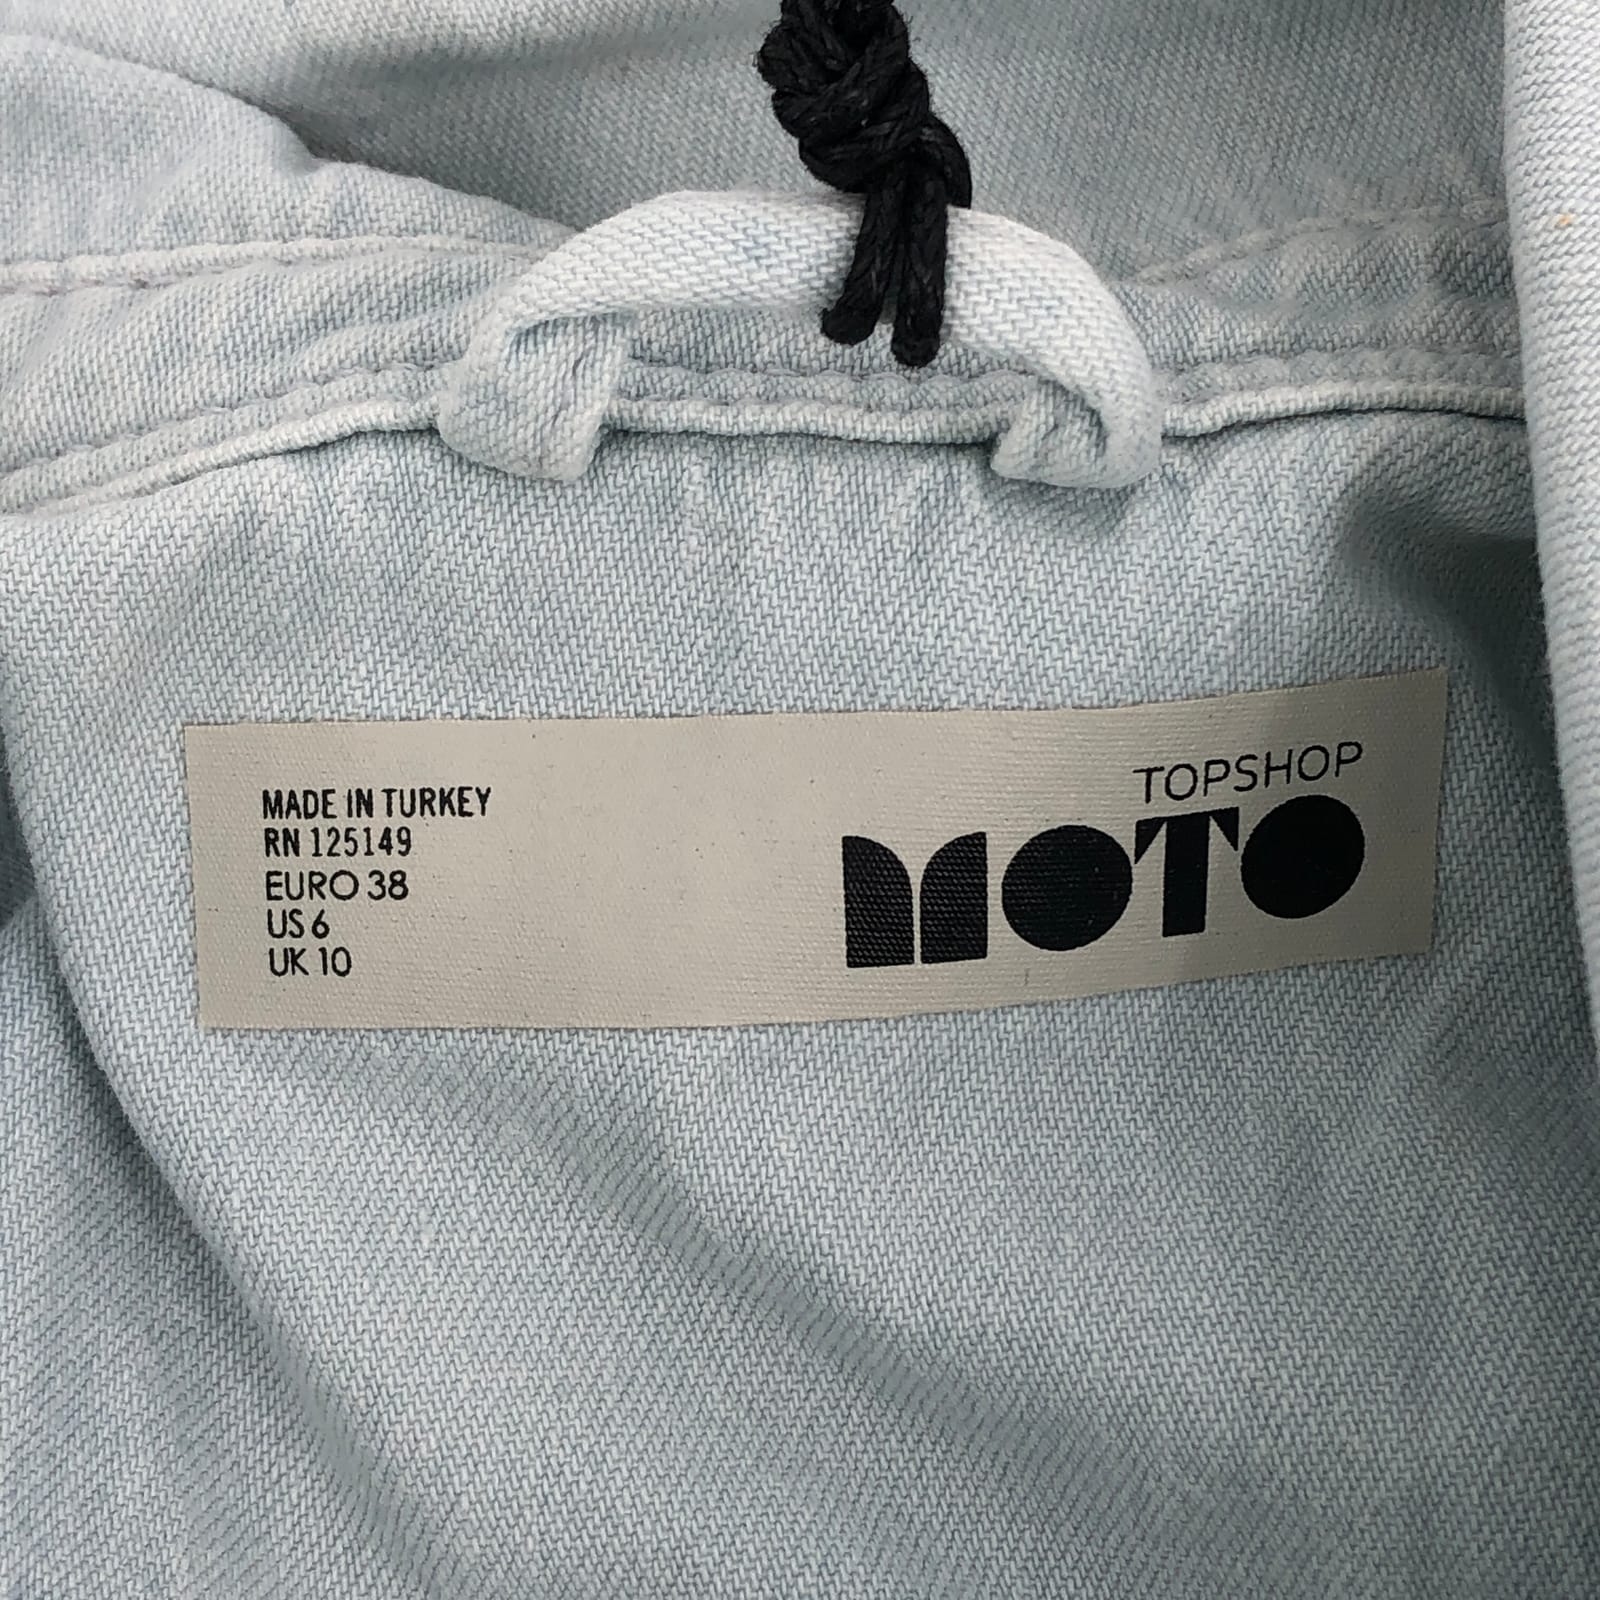 MADE IN TURKEY
RN 125149
EURO 38
US 6
UK 10
TOPSHOP
MOTO